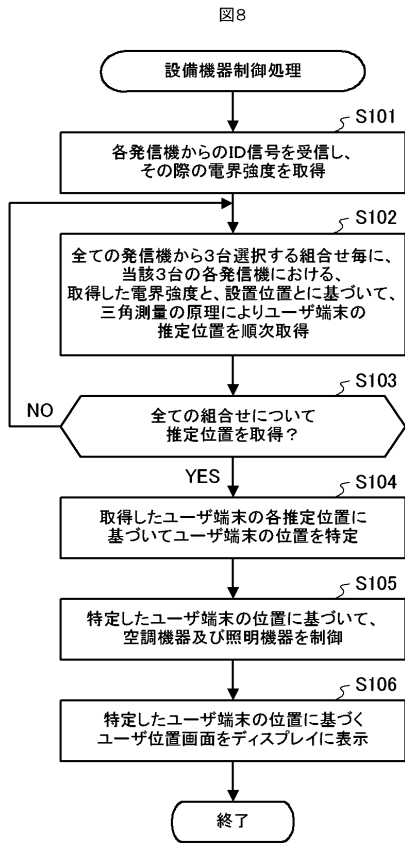 図8
設備機器制御処理
S101
各発信機からのID信号を受信し、
その際の電界強度を取得
S102
全ての発信機から3台選択する組合せ毎に、
当該3台の各発信機における、
取得した電界強度と、設置位置とに基づいて、
三角測量の原理によりユーザ端末の
推定位置を順次取得
S103
NO
全ての組合せについて
推定位置を取得？
YES
S104
取得したユーザ端末の各推定位置に
基づいてユーザ端末の位置を特定
S105
特定したユーザ端末の位置に基づいて、
空調機器及び照明機器を制御
S106
特定したユーザ端末の位置に基づく
ユーザ位置画面をディスプレイに表示
終了